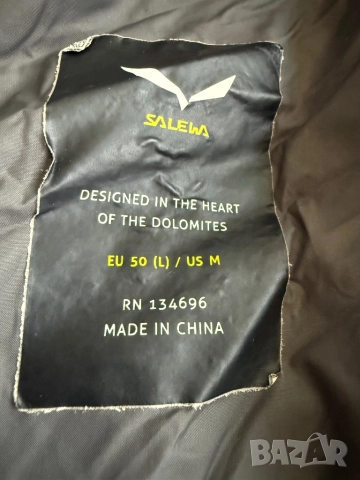 SALEWA
DESIGNED IN THE HEART
OF THE DOLOMITES
EU 50 (L) / US M
RN 134696
MADE IN CHINA
BAZAR